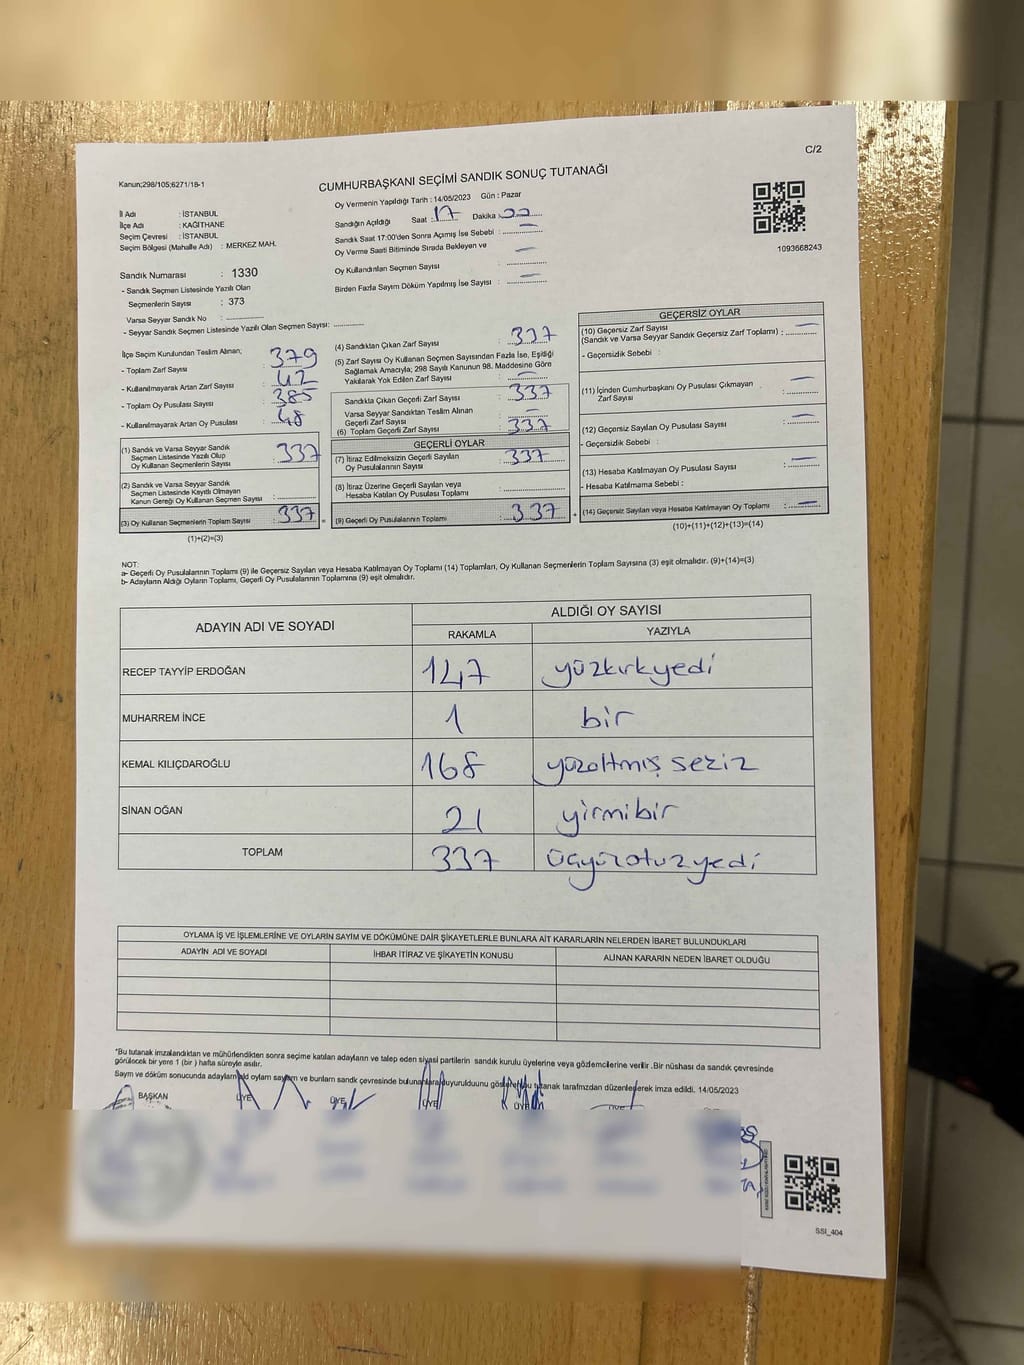 C/2
Kanun;298/105;6271/18-1
CUMHURBAŞKANI SEÇİMİ SANDIK SONUÇ TUTANAĞI
Oy Vermenin Yapıldığı Tarih : 14/05/2023 Gün : Pazar
İl Adı : İSTANBUL
İlçe Adı : KAĞITHANE
Seçim Çevresi : İSTANBUL
Seçim Bölgesi (Mahalle Adı) : MERKEZ MAH.
Sandığın Açıldığı Saat : 17 Dakika : 22
Sandık Saat 17:00'den Sonra Açılmış İse Sebebi : —
Oy Verme Saati Bitiminde Sırada Bekleyen ve
Oy Kullandırılan Seçmen Sayısı : —
Birden Fazla Sayım Döküm Yapılmış İse Sayısı : —
1093668243
Sandık Numarası : 1330
- Sandık Seçmen Listesinde Yazılı Olan
Seçmenlerin Sayısı : 373
Varsa Seyyar Sandık No :
- Seyyar Sandık Seçmen Listesinde Yazılı Olan Seçmen Sayısı:
İlçe Seçim Kurulundan Teslim Alınan;
- Toplam Zarf Sayısı : 379
- Kullanılmayarak Artan Zarf Sayısı : 42
- Toplam Oy Pusulası Sayısı : 385
- Kullanılmayarak Artan Oy Pusulası : 48
(1) Sandık ve Varsa Seyyar Sandık
Seçmen Listesinde Yazılı Olup
Oy Kullanan Seçmenlerin Sayısı : 337
(2) Sandık ve Varsa Seyyar Sandık
Seçmen Listesinde Kayıtlı Olmayan
Kanun Gereği Oy Kullanan Seçmen Sayısı :
(3) Oy Kullanan Seçmenlerin Toplam Sayısı : 337
(1)+(2)=(3)
(4) Sandıktan Çıkan Zarf Sayısı : 337
(5) Zarf Sayısı Oy Kullanan Seçmen Sayısından Fazla İse, Eşitliği
Sağlamak Amacıyla; 298 Sayılı Kanunun 98. Maddesine Göre
Yakılarak Yok Edilen Zarf Sayısı : —
Sandıkta Çıkan Geçerli Zarf Sayısı : 337
Varsa Seyyar Sandıktan Teslim Alınan
Geçerli Zarf Sayısı : —
(6) Toplam Geçerli Zarf Sayısı : 337
GEÇERLİ OYLAR
(7) İtiraz Edilmeksizin Geçerli Sayılan
Oy Pusulalarının Sayısı : 337
(8) İtiraz Üzerine Geçerli Sayılan veya
Hesaba Katılan Oy Pusulası Toplamı :
(9) Geçerli Oy Pusulalarının Toplamı : 337
GEÇERSİZ OYLAR
(10) Geçersiz Zarf Sayısı
(Sandık ve Varsa Seyyar Sandık Geçersiz Zarf Toplamı) : —
- Geçersizlik Sebebi :
(11) İçinden Cumhurbaşkanı Oy Pusulası Çıkmayan
Zarf Sayısı : —
(12) Geçersiz Sayılan Oy Pusulası Sayısı : —
- Geçersizlik Sebebi :
(13) Hesaba Katılmayan Oy Pusulası Sayısı : —
- Hesaba Katılmama Sebebi :
(14) Geçersiz Sayılan veya Hesaba Katılmayan Oy Toplamı : —
(10)+(11)+(12)+(13)=(14)
NOT:
a- Geçerli Oy Pusulalarının Toplamı (9) ile Geçersiz Sayılan veya Hesaba Katılmayan Oy Toplamı (14) Toplamları, Oy Kullanan Seçmenlerin Toplam Sayısına (3) eşit olmalıdır. (9)+(14)=(3)
b- Adayların Aldığı Oyların Toplamı, Geçerli Oy Pusulalarının Toplamına (9) eşit olmalıdır.
ADAYIN ADI VE SOYADI ALDIĞI OY SAYISI
RAKAMLA YAZIYLA
RECEP TAYYİP ERDOĞAN 147 yüzkırkyedi
MUHARREM İNCE 1 bir
KEMAL KILIÇDAROĞLU 168 yüzaltmış seziz
SİNAN OĞAN 21 yirmibir
TOPLAM 337 üçyüzotuzyedi
OYLAMA İŞ VE İŞLEMLERİNE VE OYLARIN SAYIM VE DÖKÜMÜNE DAİR ŞİKAYETLERLE BUNLARA AİT KARARLARIN NELERDEN İBARET BULUNDUKLARI
ADAYIN ADI VE SOYADI İHBAR İTİRAZ VE ŞİKAYETİN KONUSU ALINAN KARARIN NEDEN İBARET OLDUĞU
*Bu tutanak imzalandıktan ve mühürlendikten sonra seçime katılan adayların ve talep eden siyasi partilerin sandık kurulu üyelerine veya gözlemcilerine verilir .Bir nüshası da sandık çevresinde
görülecek bir yere 1 (bir ) hafta süreyle asılır.
Sayım ve döküm sonucunda adayların aldığı oyların sayısını ve bunların sandık çevresinde bulunanlara duyurulduğunu gösteren bu tutanak tarafımızdan düzenlenerek imza edildi. 14/05/2023
BAŞKAN ÜYE ÜYE ÜYE ÜYE ÜYE
SSI_404